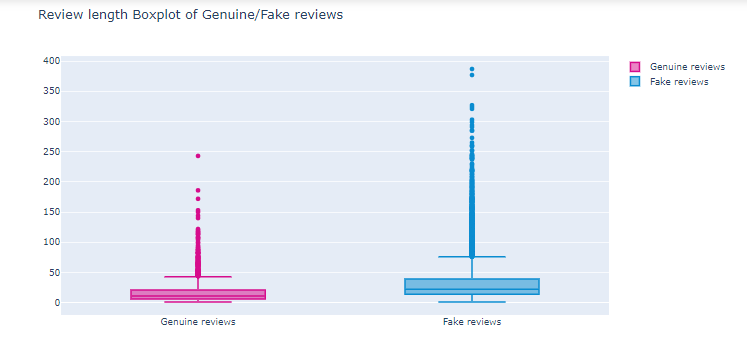 Review length Boxplot of Genuine/Fake reviews
400
350
300
250
200
150
100
50
0
Genuine reviews
Fake reviews
Genuine reviews
Fake reviews